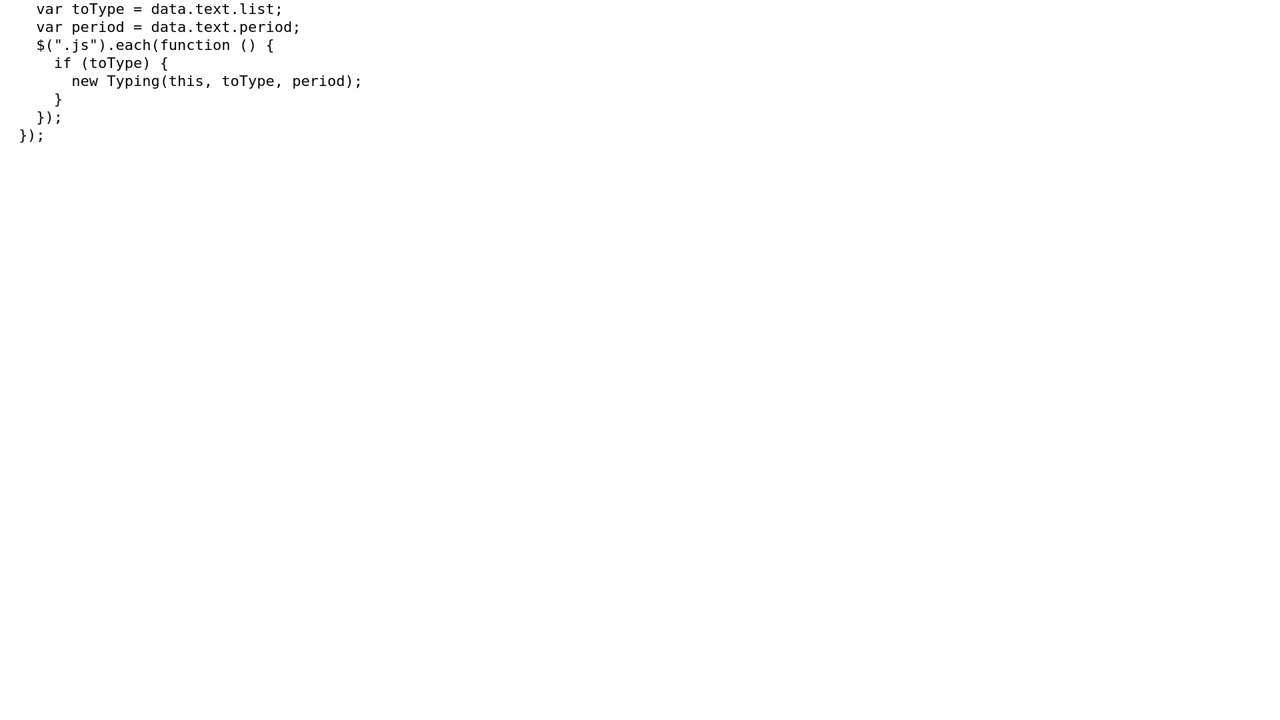 var toType = data.text.list;
  var period = data.text.period;
  $(".js").each(function () {
    if (toType) {
      new Typing(this, toType, period);
    }
  });
});